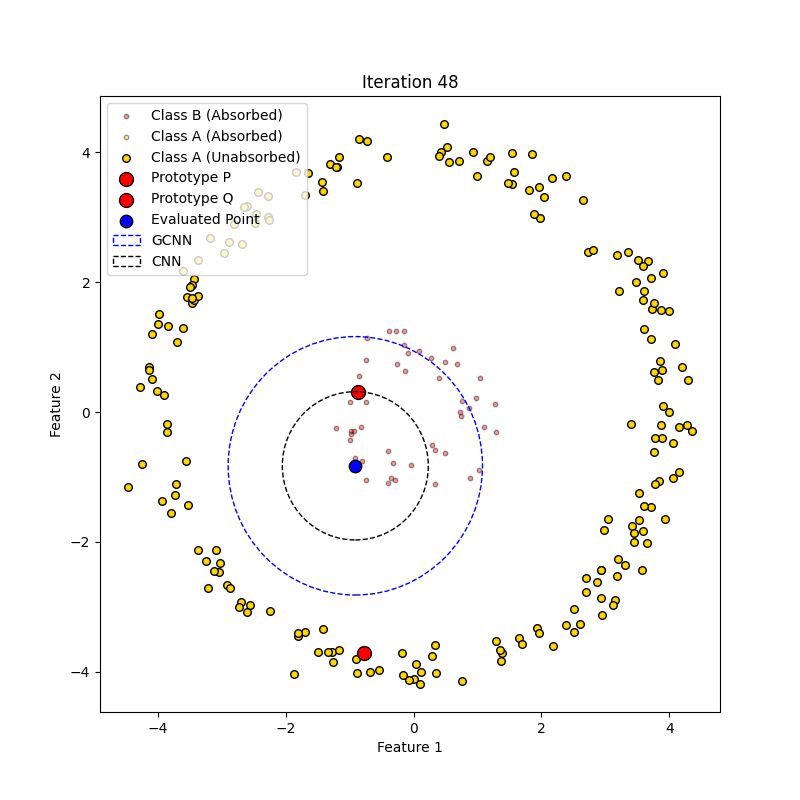 Iteration 48
Class B (Absorbed)
Class A (Absorbed)
Class A (Unabsorbed)
Prototype P
Prototype Q
Evaluated Point
GCNN
CNN
Feature 2
4
2
0
−2
−4
−4
−2
0
2
4
Feature 1